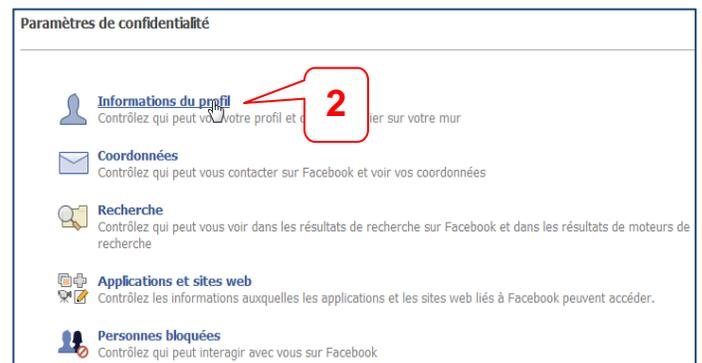 Paramètres de confidentialité
Informations du profil
2
Contrôlez qui peut votre profil et sur votre mur
Coordonnées
Contrôlez qui peut vous contacter sur Facebook et voir vos coordonnées
Recherche
Contrôlez qui peut vous voir dans les résultats de recherche sur Facebook et dans les résultats de moteurs de
recherche
Applications et sites web
Contrôlez les informations auxquelles les applications et les sites web liés à Facebook peuvent accéder.
Personnes bloquées
Contrôlez qui peut interagir avec vous sur Facebook